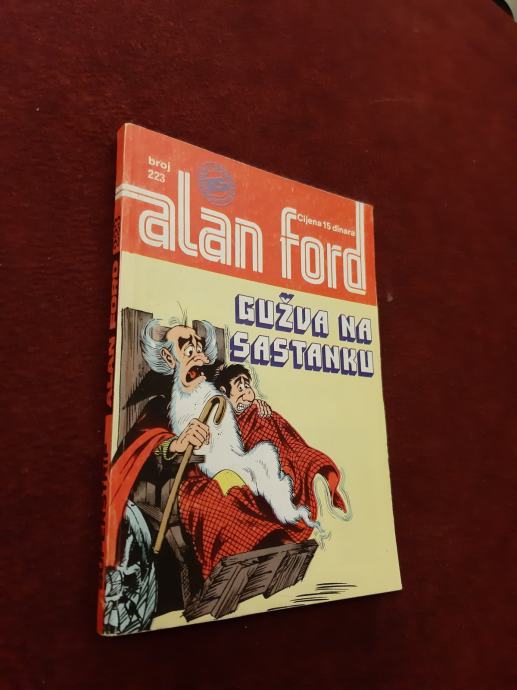 broj
223
Cijena 15 dinara
alan ford
GUŽVA NA
SASTANKU
ALAN FORD